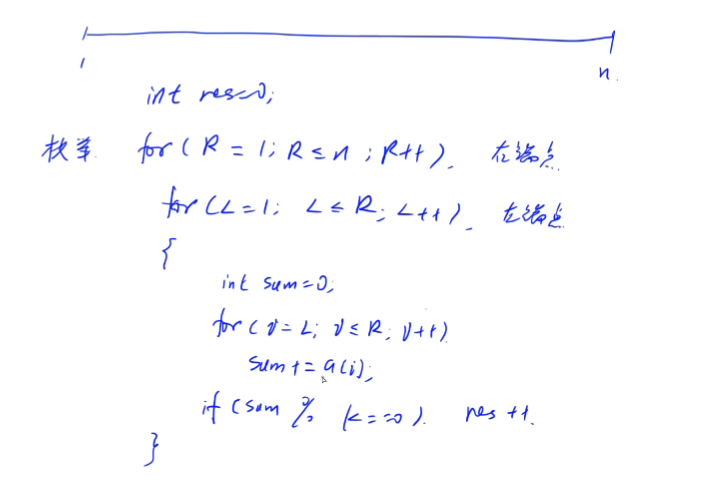 1 n.
int res=0;
枚举 for(R = 1; R ≤ n ; R++). 右端点.
for(L=1; L ≤ R; L++). 左端点
{
int sum=0;
for(i=L; i≤R; i++)
sum += a[i];
if (sum % k==0). res++.
}